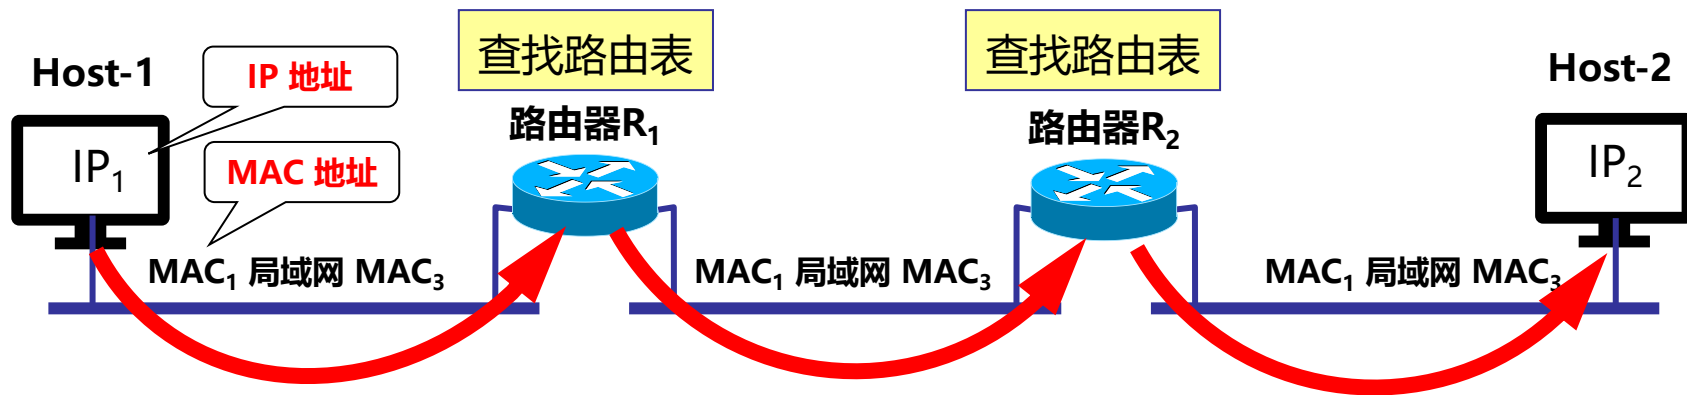 Host-1
IP 地址
查找路由表
查找路由表
Host-2
路由器R₁
路由器R₂
IP₁
MAC 地址
IP₂
MAC₁ 局域网 MAC₃
MAC₁ 局域网 MAC₃
MAC₁ 局域网 MAC₃